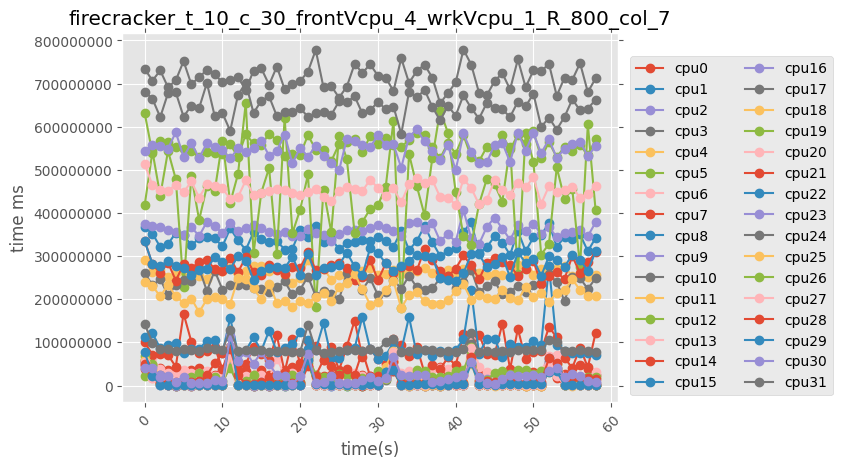 firecracker_t_10_c_30_frontVcpu_4_wrkVcpu_1_R_800_col_7
800000000
700000000
600000000
500000000
400000000
300000000
200000000
100000000
0
time ms
0
10
20
30
40
50
60
time(s)
cpu0
cpu1
cpu2
cpu3
cpu4
cpu5
cpu6
cpu7
cpu8
cpu9
cpu10
cpu11
cpu12
cpu13
cpu14
cpu15
cpu16
cpu17
cpu18
cpu19
cpu20
cpu21
cpu22
cpu23
cpu24
cpu25
cpu26
cpu27
cpu28
cpu29
cpu30
cpu31